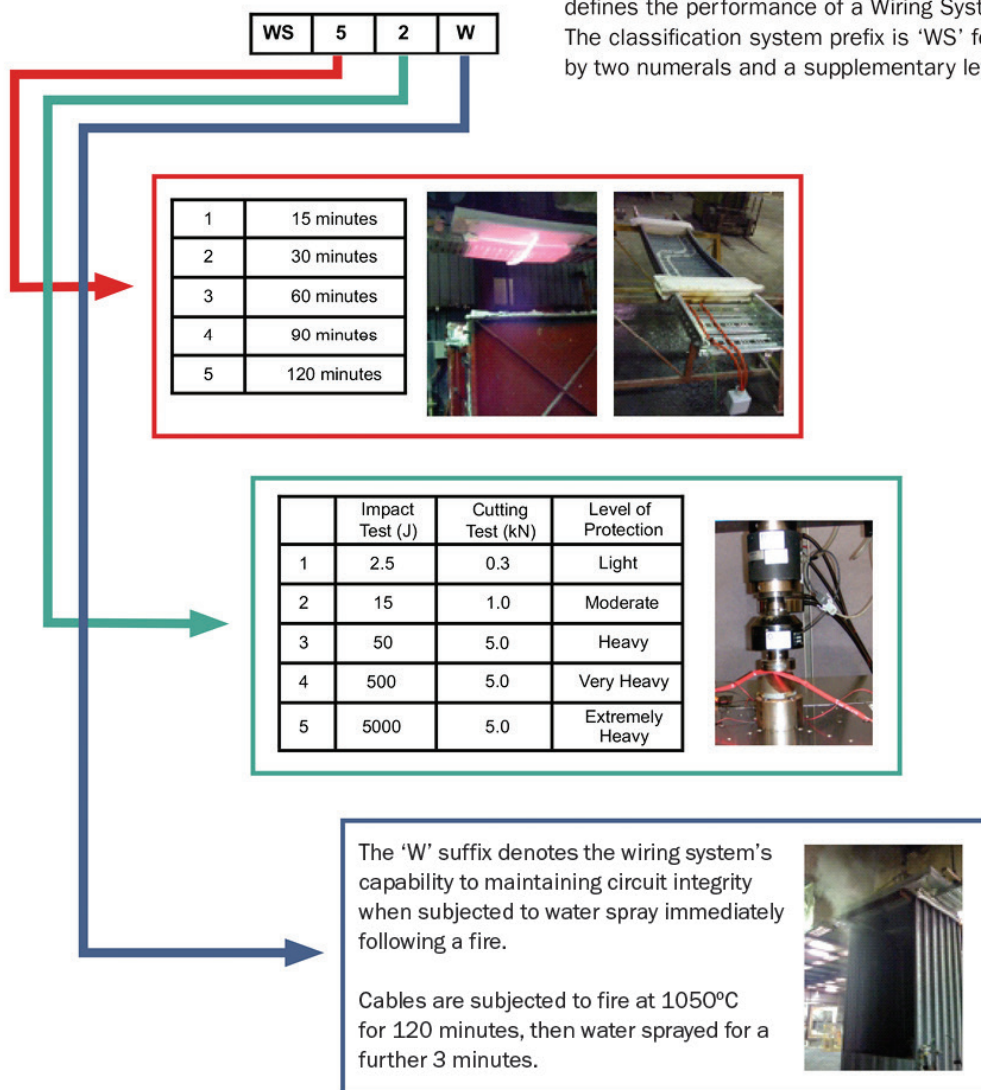 defines the performance of a Wiring Syst
The classification system prefix is ‘WS’ fo
by two numerals and a supplementary le
WS 5 2 W
1 15 minutes
2 30 minutes
3 60 minutes
4 90 minutes
5 120 minutes
Impact Test (J) Cutting Test (kN) Level of Protection
1 2.5 0.3 Light
2 15 1.0 Moderate
3 50 5.0 Heavy
4 500 5.0 Very Heavy
5 5000 5.0 Extremely Heavy
The ‘W’ suffix denotes the wiring system’s
capability to maintaining circuit integrity
when subjected to water spray immediately
following a fire.
Cables are subjected to fire at 1050ºC
for 120 minutes, then water sprayed for a
further 3 minutes.